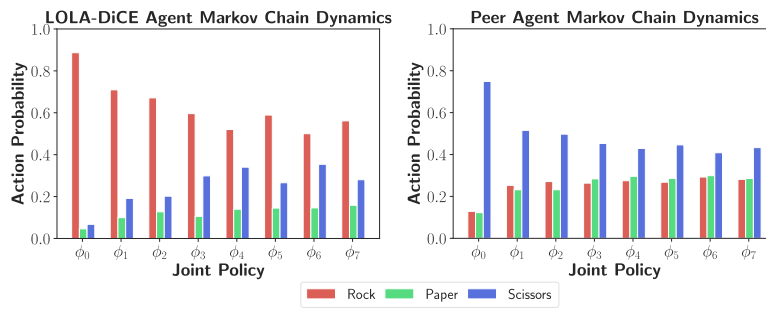 LOLA-DiCE Agent Markov Chain Dynamics
Action Probability
1.0
0.8
0.6
0.4
0.2
0.0
ϕ0 ϕ1 ϕ2 ϕ3 ϕ4 ϕ5 ϕ6 ϕ7
Joint Policy
Peer Agent Markov Chain Dynamics
Action Probability
1.0
0.8
0.6
0.4
0.2
0.0
ϕ0 ϕ1 ϕ2 ϕ3 ϕ4 ϕ5 ϕ6 ϕ7
Joint Policy
Rock Paper Scissors